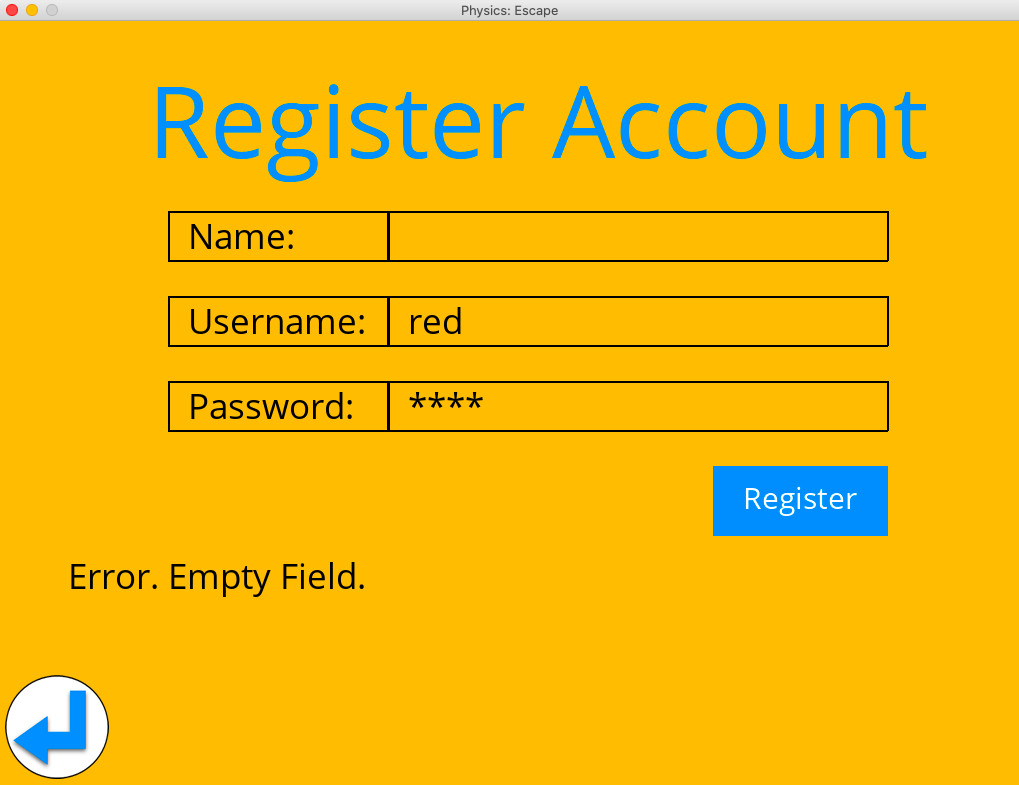 Physics: Escape
Register Account
Name:
Username: red
Password: ****
Register
Error. Empty Field.